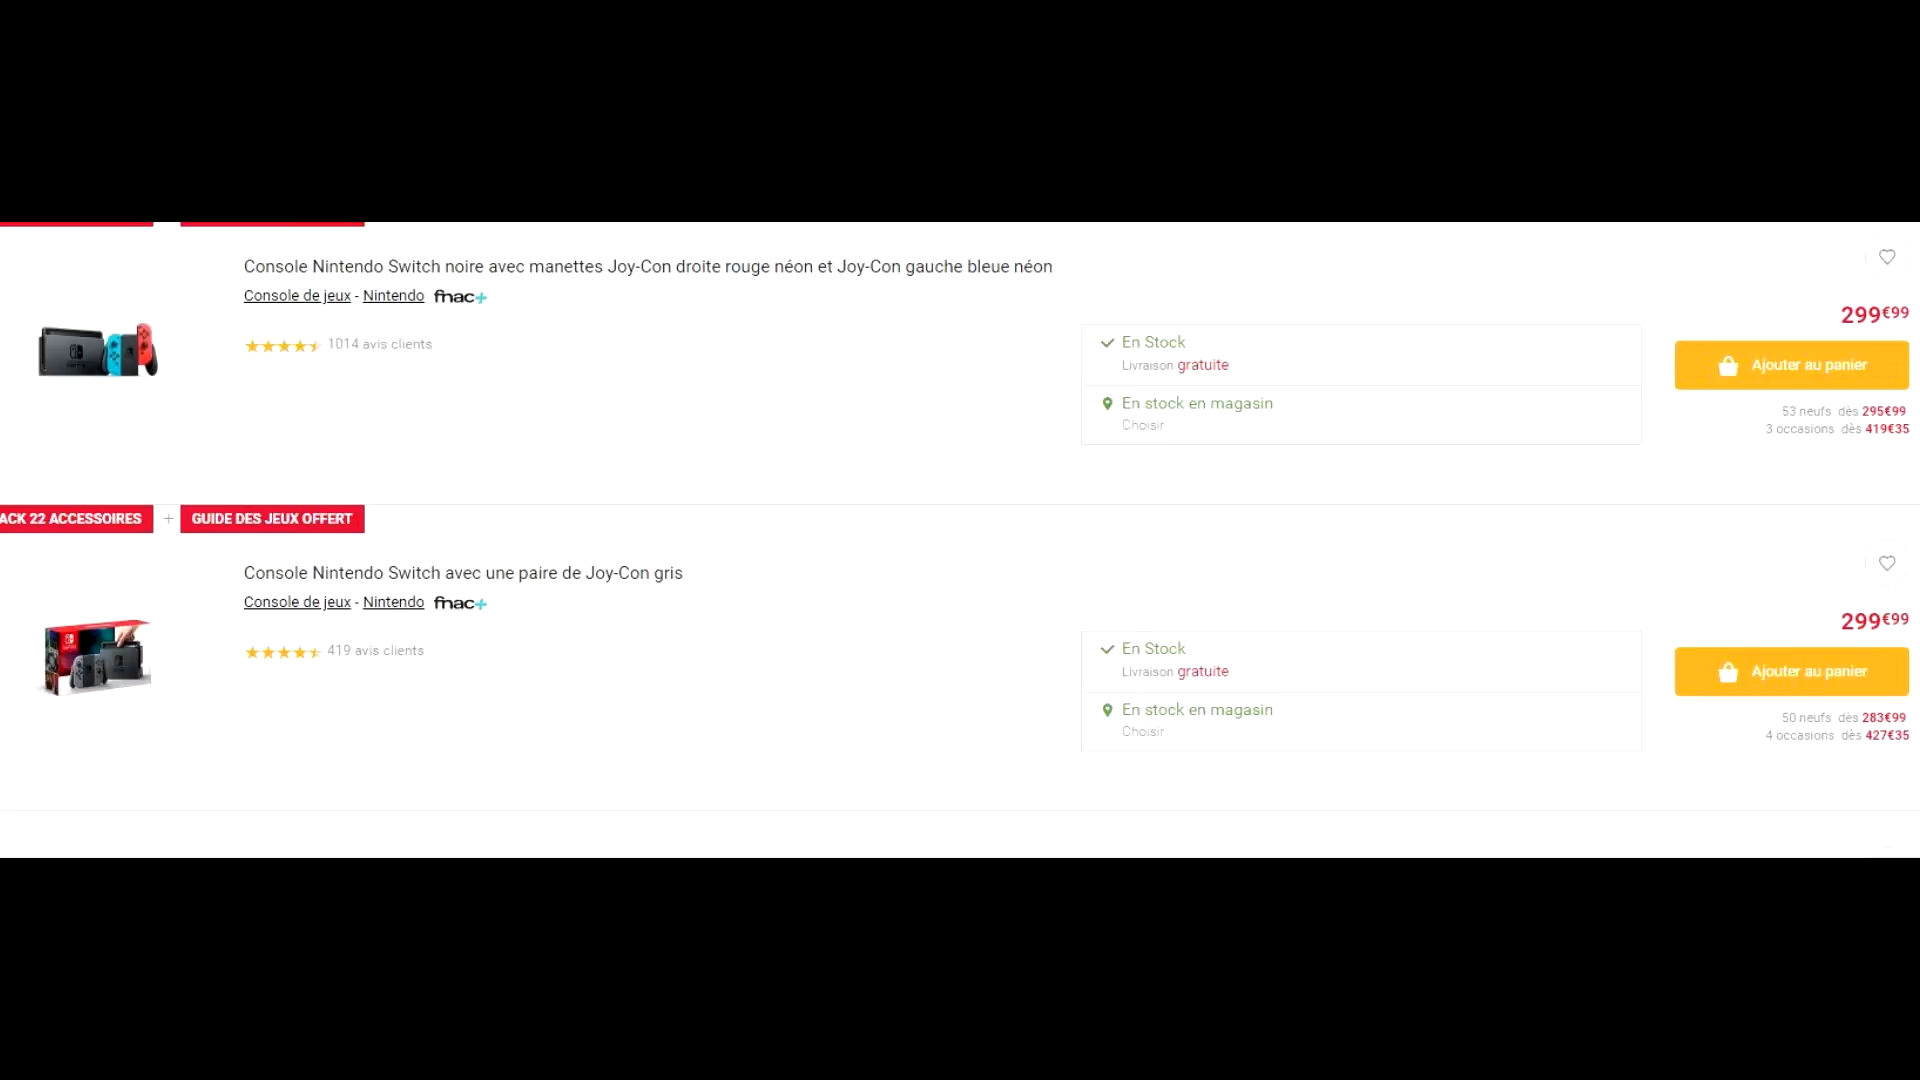 Console Nintendo Switch noire avec manettes Joy-Con droite rouge néon et Joy-Con gauche bleue néon
Console de jeux - Nintendo fnac+
1014 avis clients
En Stock
Livraison gratuite
En stock en magasin
Choisir
299€99
Ajouter au panier
53 neufs dès 295€99
3 occasions dès 419€35
ACK 22 ACCESSOIRES + GUIDE DES JEUX OFFERT
Console Nintendo Switch avec une paire de Joy-Con gris
Console de jeux - Nintendo fnac+
419 avis clients
En Stock
Livraison gratuite
En stock en magasin
Choisir
299€99
Ajouter au panier
50 neufs dès 283€99
4 occasions dès 427€35